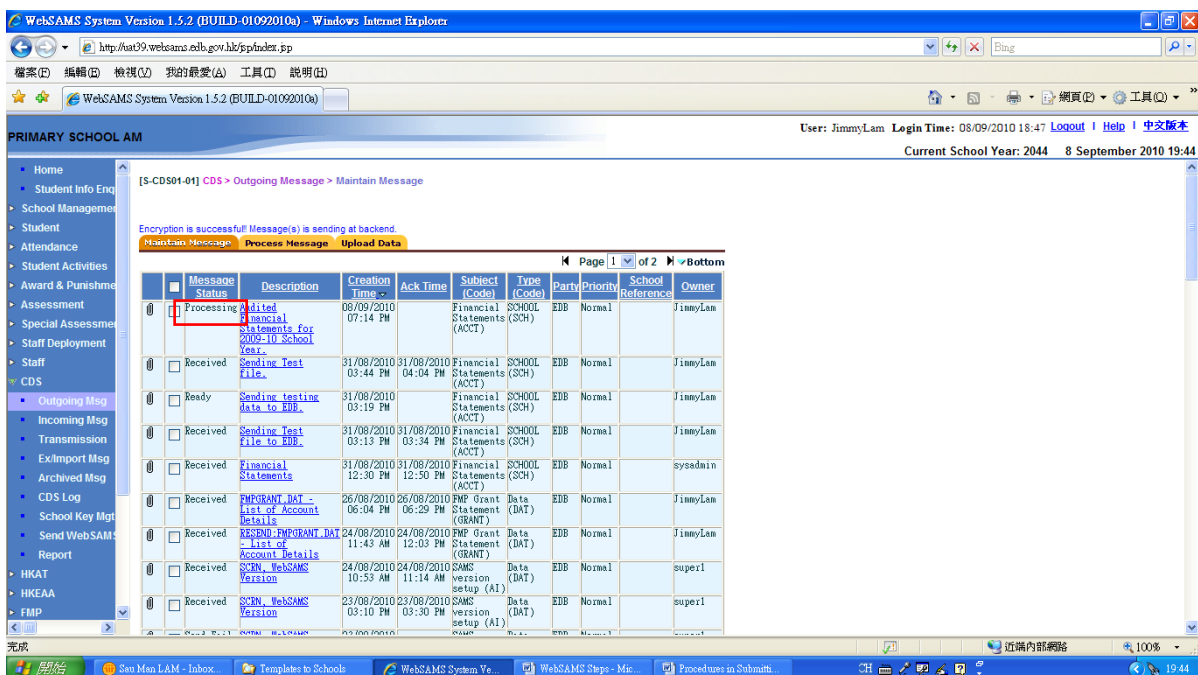 WebSAMS System Version 1.5.2 (BUILD-01092010a) - Windows Internet Explorer
http://uat39.websams.edb.gov.hk/jsp/index.jsp
Bing
檔案(F) 編輯(E) 檢視(V) 我的最愛(A) 工具(T) 説明(H)
WebSAMS System Version 1.5.2 (BUILD-01092010a)
網頁(P) 工具(O) »
PRIMARY SCHOOL AM
User: JimmyLam Login Time: 08/09/2010 18:47 Logout | Help | 中文版本
Current School Year: 2044 8 September 2010 19:44
Home
Student Info Enq
School Managemen
Student
Attendance
Student Activities
Award & Punishme
Assessment
Special Assessmen
Staff Deployment
Staff
CDS
Outgoing Msg
Incoming Msg
Transmission
Ex/Import Msg
Archived Msg
CDS Log
School Key Mgt
Send WebSAMS
Report
HKAT
HKEAA
FMP
[S-CDS01-01] CDS > Outgoing Message > Maintain Message
Encryption is successful! Message(s) is sending at backend.
Maintain Message Process Message Upload Data
Page 1 of 2 Bottom
Message Status Description Creation Time Ack Time Subject (Code) Type (Code) Party Priority School Reference Owner
Processing Audited Financial Statements for 2009-10 School Year. 08/09/2010 07:14 PM Financial Statements (ACCT) SCHOOL (SCH) EDB Normal JimmyLam
Received Sending Test file. 31/08/2010 03:44 PM 31/08/2010 04:04 PM Financial Statements (ACCT) SCHOOL (SCH) EDB Normal JimmyLam
Ready Sending testing data to EDB. 31/08/2010 03:19 PM Financial Statements (ACCT) SCHOOL (SCH) EDB Normal JimmyLam
Received Sending Test file to EDB. 31/08/2010 03:13 PM 31/08/2010 03:34 PM Financial Statements (ACCT) SCHOOL (SCH) EDB Normal JimmyLam
Received Financial Statements 31/08/2010 12:30 PM 31/08/2010 12:50 PM Financial Statements (ACCT) SCHOOL (SCH) EDB Normal sysadmin
Received FMPGRANT.DAT - List of Account Details 26/08/2010 06:04 PM 26/08/2010 06:29 PM FMP Grant Statement (GRANT) Data (DAT) EDB Normal JimmyLam
Received RESEND:FMPGRANT.DAT - List of Account Details 24/08/2010 11:43 AM 24/08/2010 12:03 PM FMP Grant Statement (GRANT) Data (DAT) EDB Normal JimmyLam
Received SCRN, WebSAMS Version 24/08/2010 10:53 AM 24/08/2010 11:14 AM SAMS version setup (AI) Data (DAT) EDB Normal super1
Received SCRN, WebSAMS Version 23/08/2010 03:10 PM 23/08/2010 03:30 PM SAMS version setup (AI) Data (DAT) EDB Normal super1
完成 近端內部網路 100%
開始 Sau Man LAM - Inbox... Templates to Schools WebSAMS System Ve... WebSAMS Steps - Mic... Procedures in Submitti... CH 19:44